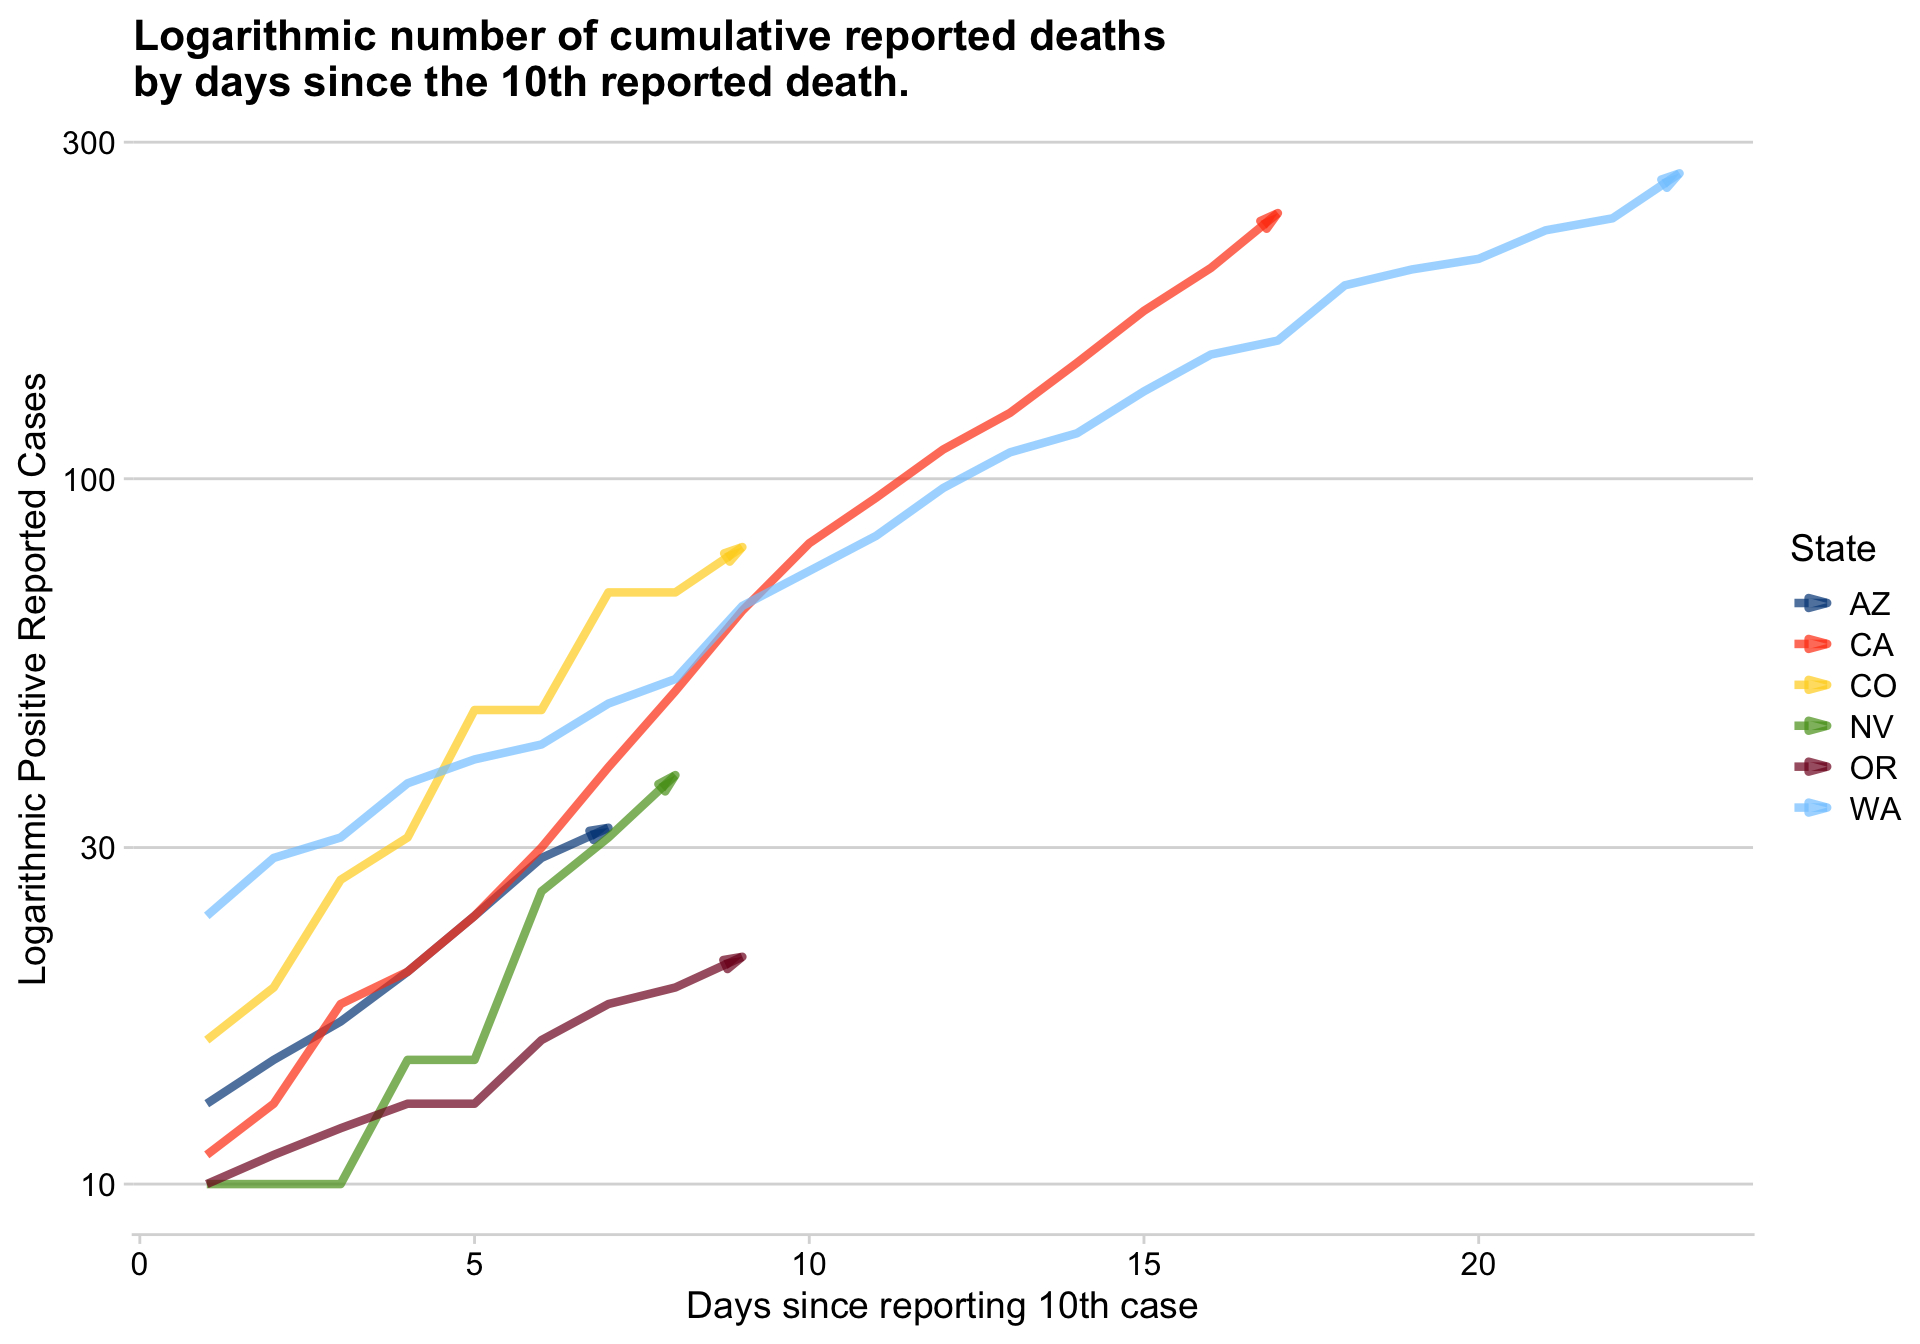 Logarithmic number of cumulative reported deaths
by days since the 10th reported death.
300
100
30
10
Logarithmic Positive Reported Cases
0 5 10 15 20
Days since reporting 10th case
State
AZ
CA
CO
NV
OR
WA